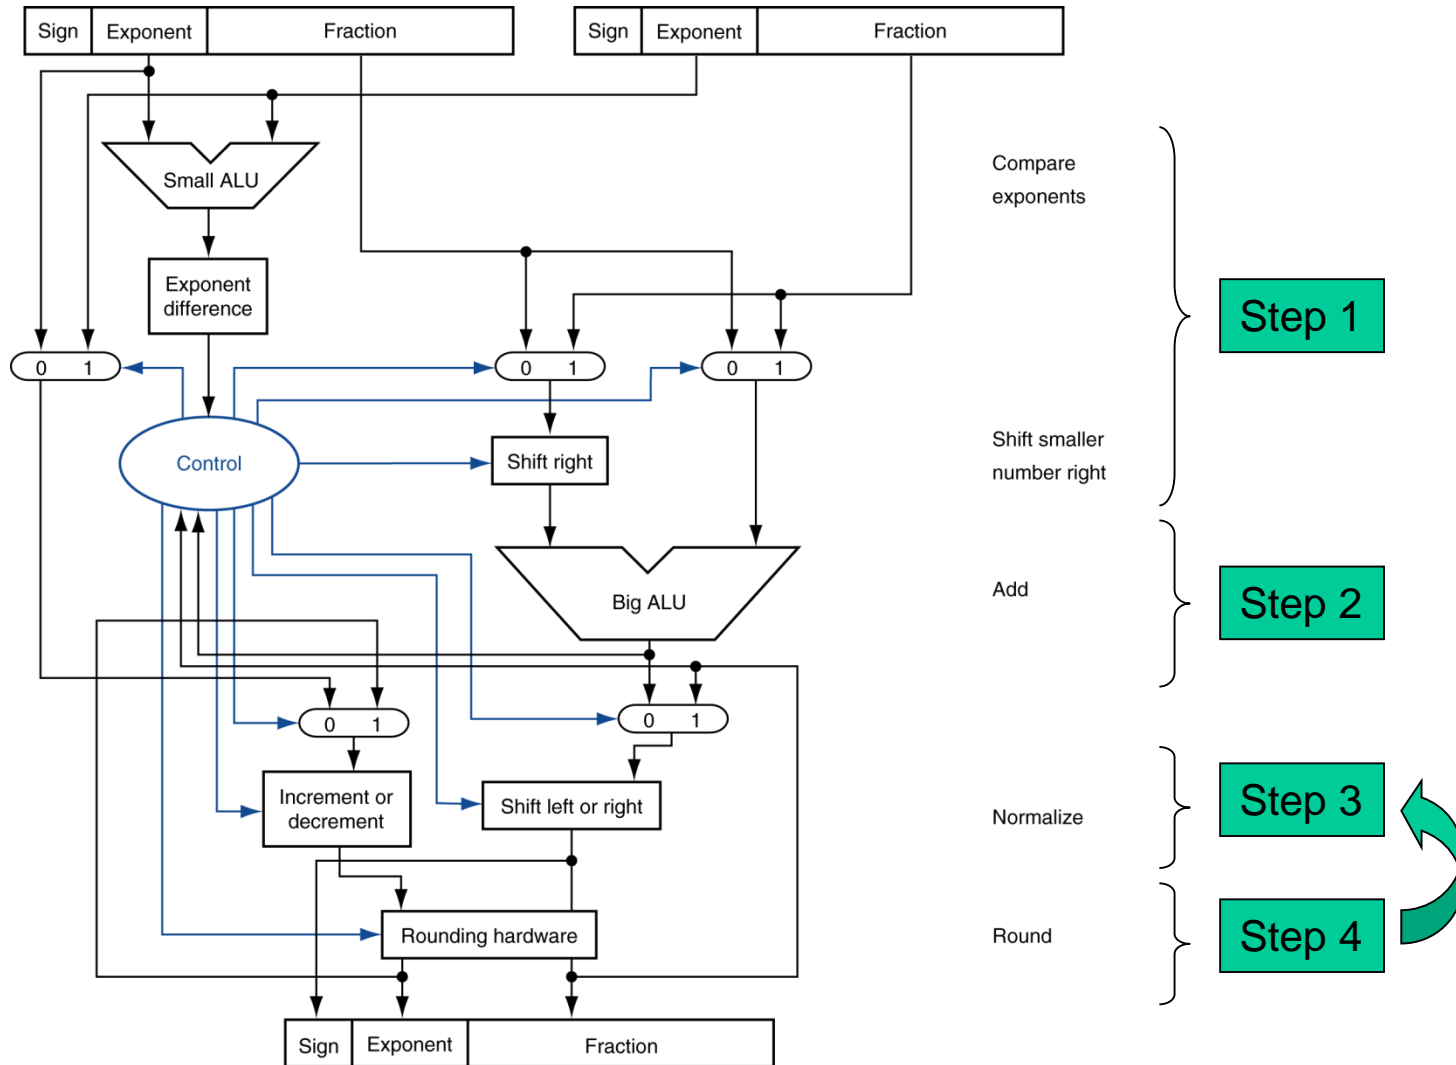 Sign Exponent Fraction Sign Exponent Fraction
Compare
exponents
Small ALU
Exponent
difference
Step 1
0 1 0 1 0 1
Control
Shift right
Shift smaller
number right
Add
Big ALU
Step 2
0 1 0 1
Increment or
decrement
Shift left or right
Normalize
Step 3
Rounding hardware
Round
Step 4
Sign Exponent Fraction